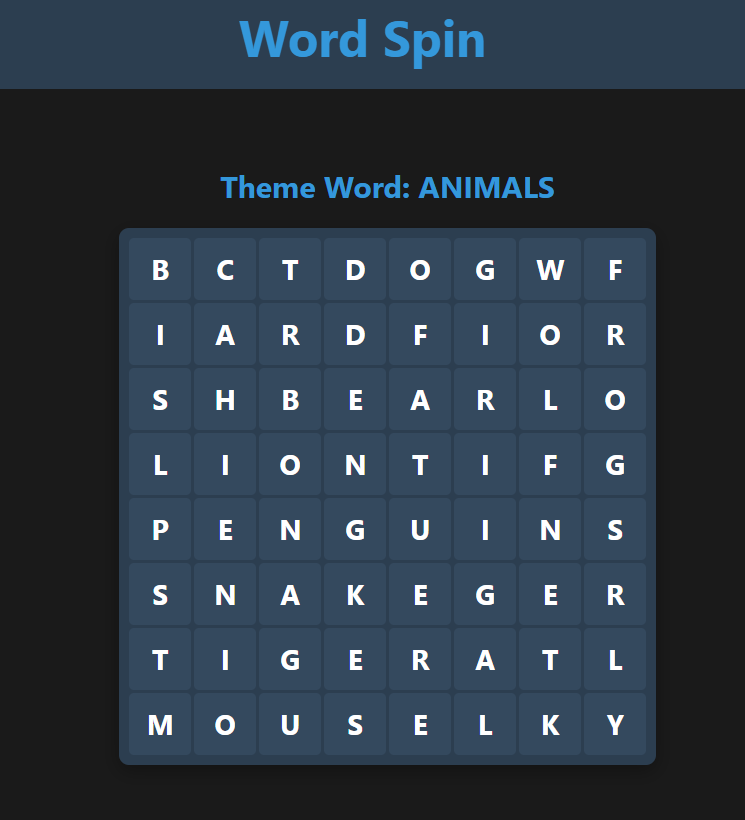 Word Spin
Theme Word: ANIMALS
B C T D O G W F
I A R D F I O R
S H B E A R L O
L I O N T I F G
P E N G U I N S
S N A K E G E R
T I G E R A T L
M O U S E L K Y